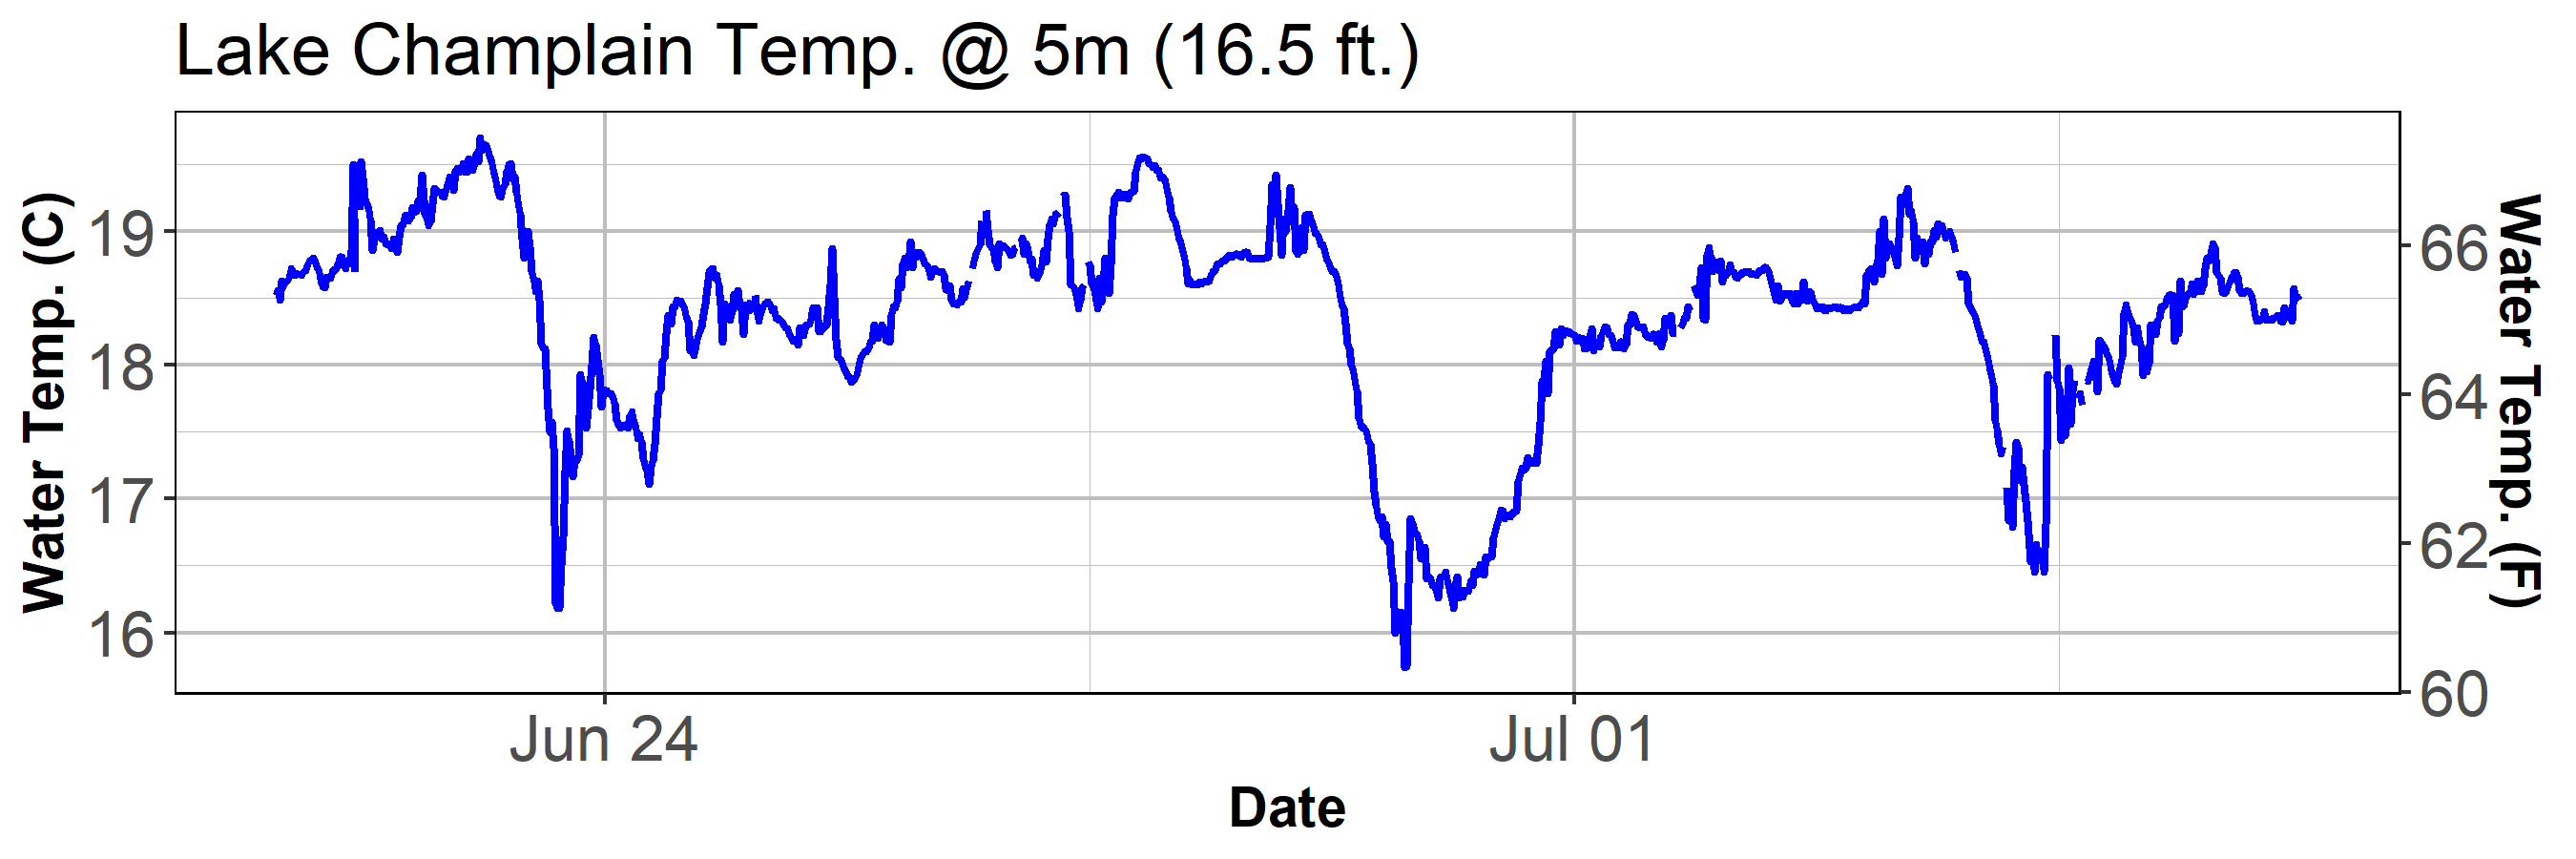 Lake Champlain Temp. @ 5m (16.5 ft.)
Water Temp. (C)
19
18
17
16
66
64
62
60
Water Temp. (F)
Jun 24
Jul 01
Date